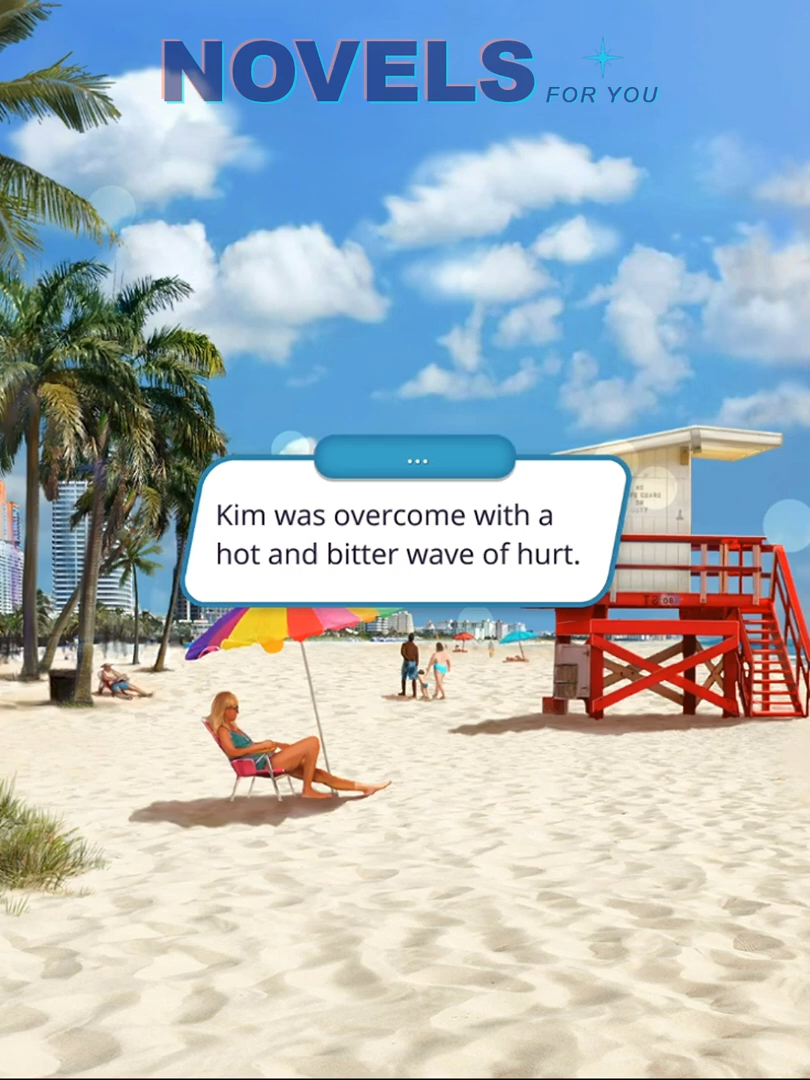 NOVELS
FOR YOU
...
Kim was overcome with a
hot and bitter wave of hurt.